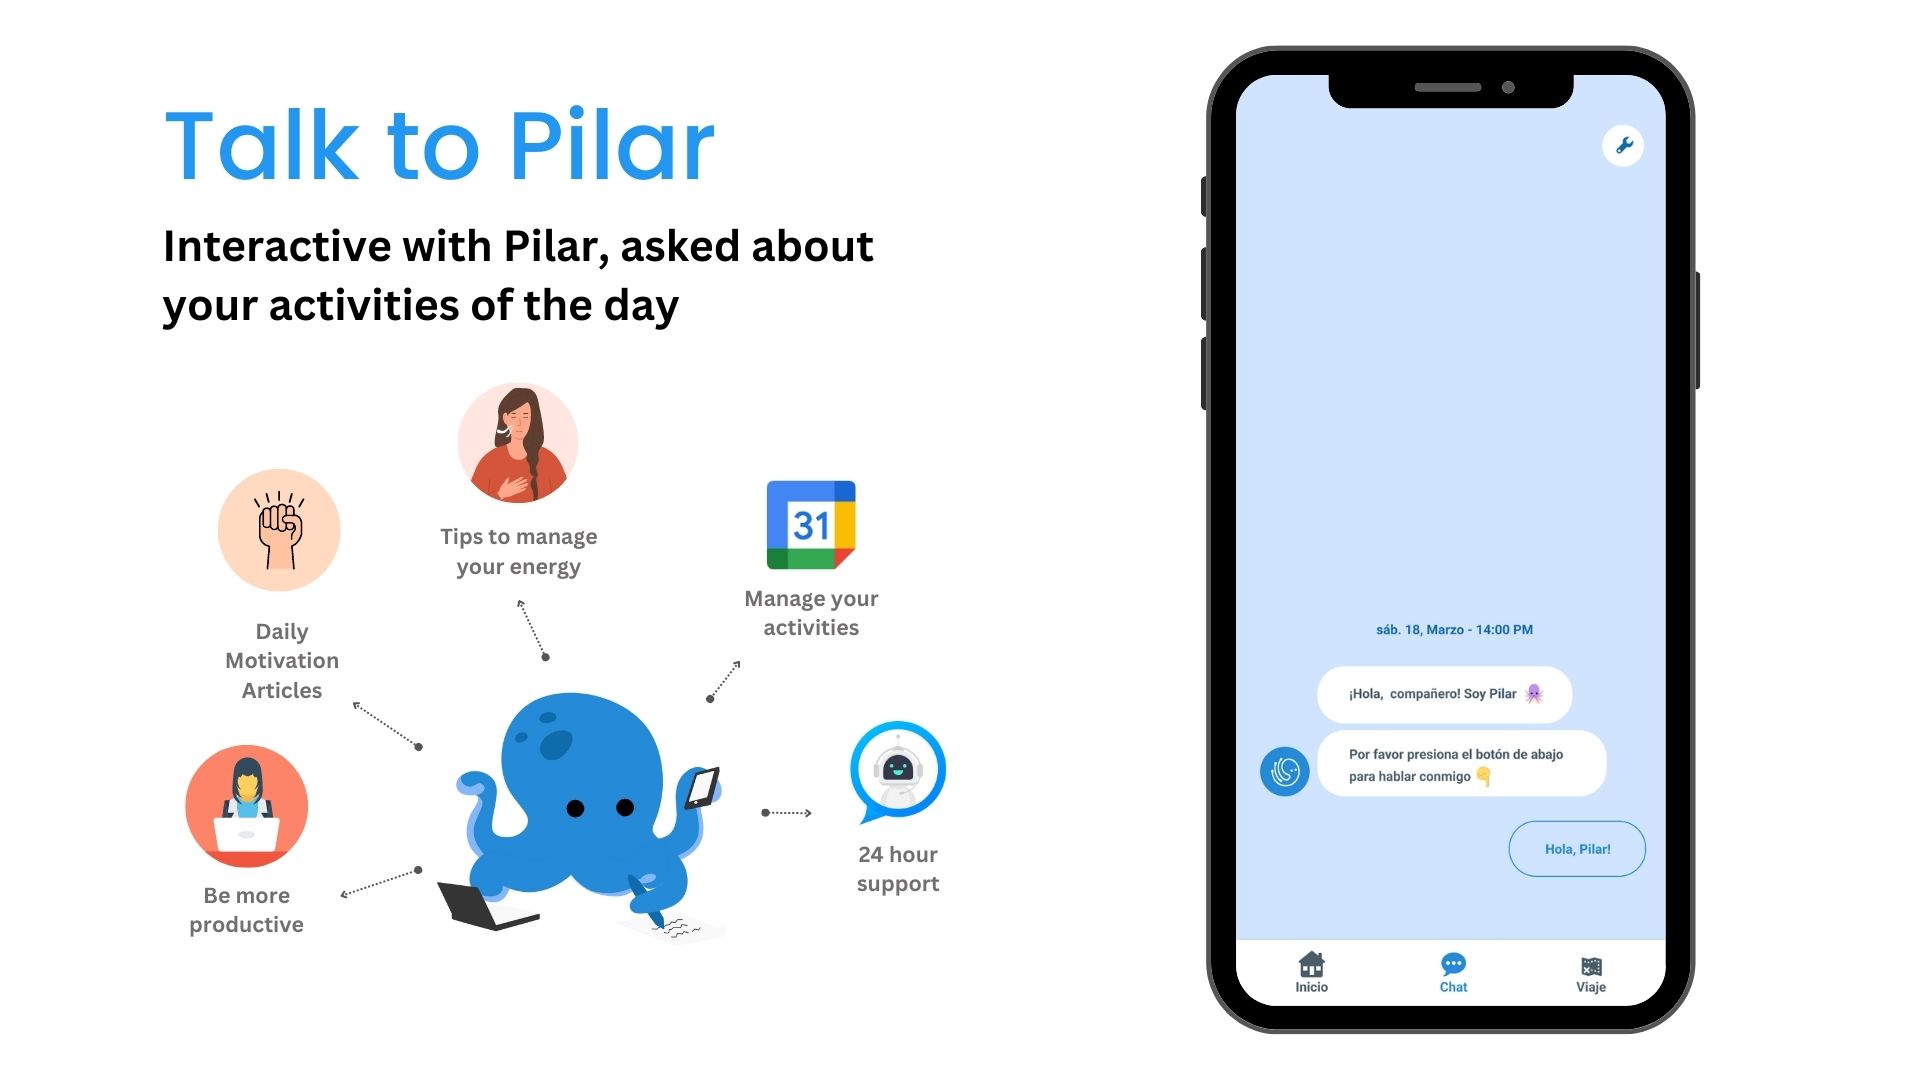 Talk to Pilar
Interactive with Pilar, asked about
your activities of the day
Tips to manage
your energy
Daily
Motivation
Articles
31
Manage your
activities
24 hour
support
Be more
productive
sáb. 18, Marzo - 14:00 PM
¡Hola, compañero! Soy Pilar
Por favor presiona el botón de abajo
para hablar conmigo
Hola, Pilar!
Inicio
Chat
Viaje